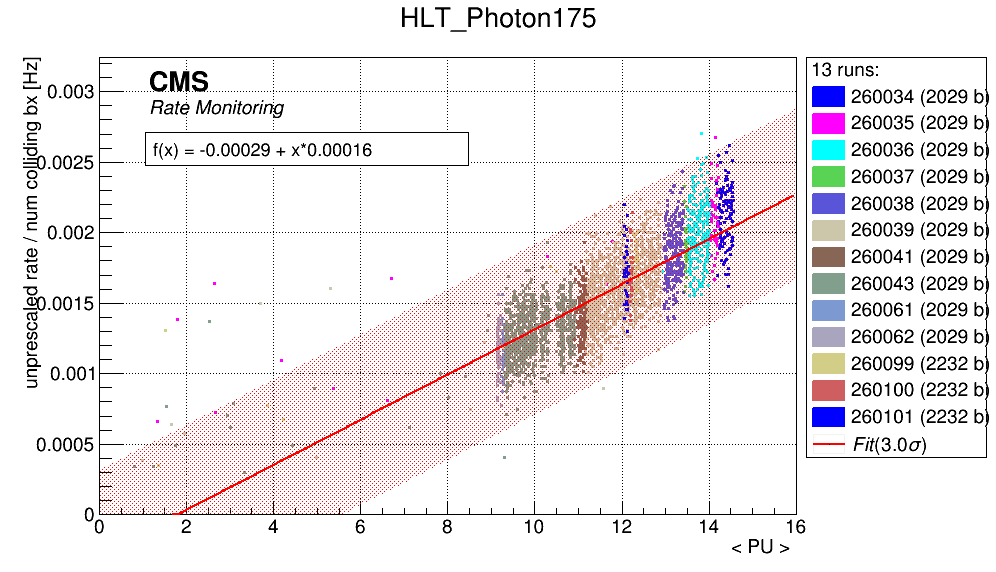 HLT_Photon175
unprescaled rate / num colliding bx [Hz]
0.003
0.0025
0.002
0.0015
0.001
0.0005
0
CMS
Rate Monitoring
f(x) = -0.00029 + x*0.00016
0 2 4 6 8 10 12 14 16
< PU >
13 runs:
260034 (2029 b)
260035 (2029 b)
260036 (2029 b)
260037 (2029 b)
260038 (2029 b)
260039 (2029 b)
260041 (2029 b)
260043 (2029 b)
260061 (2029 b)
260062 (2029 b)
260099 (2232 b)
260100 (2232 b)
260101 (2232 b)
Fit(3.0σ)